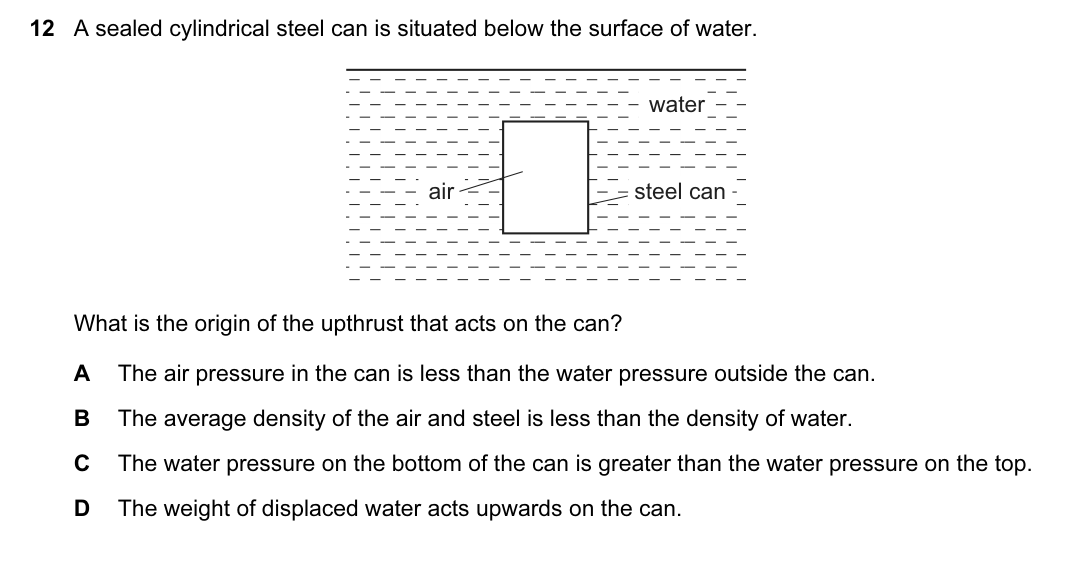 12 A sealed cylindrical steel can is situated below the surface of water.
water
air
steel can
What is the origin of the upthrust that acts on the can?
A The air pressure in the can is less than the water pressure outside the can.
B The average density of the air and steel is less than the density of water.
C The water pressure on the bottom of the can is greater than the water pressure on the top.
D The weight of displaced water acts upwards on the can.